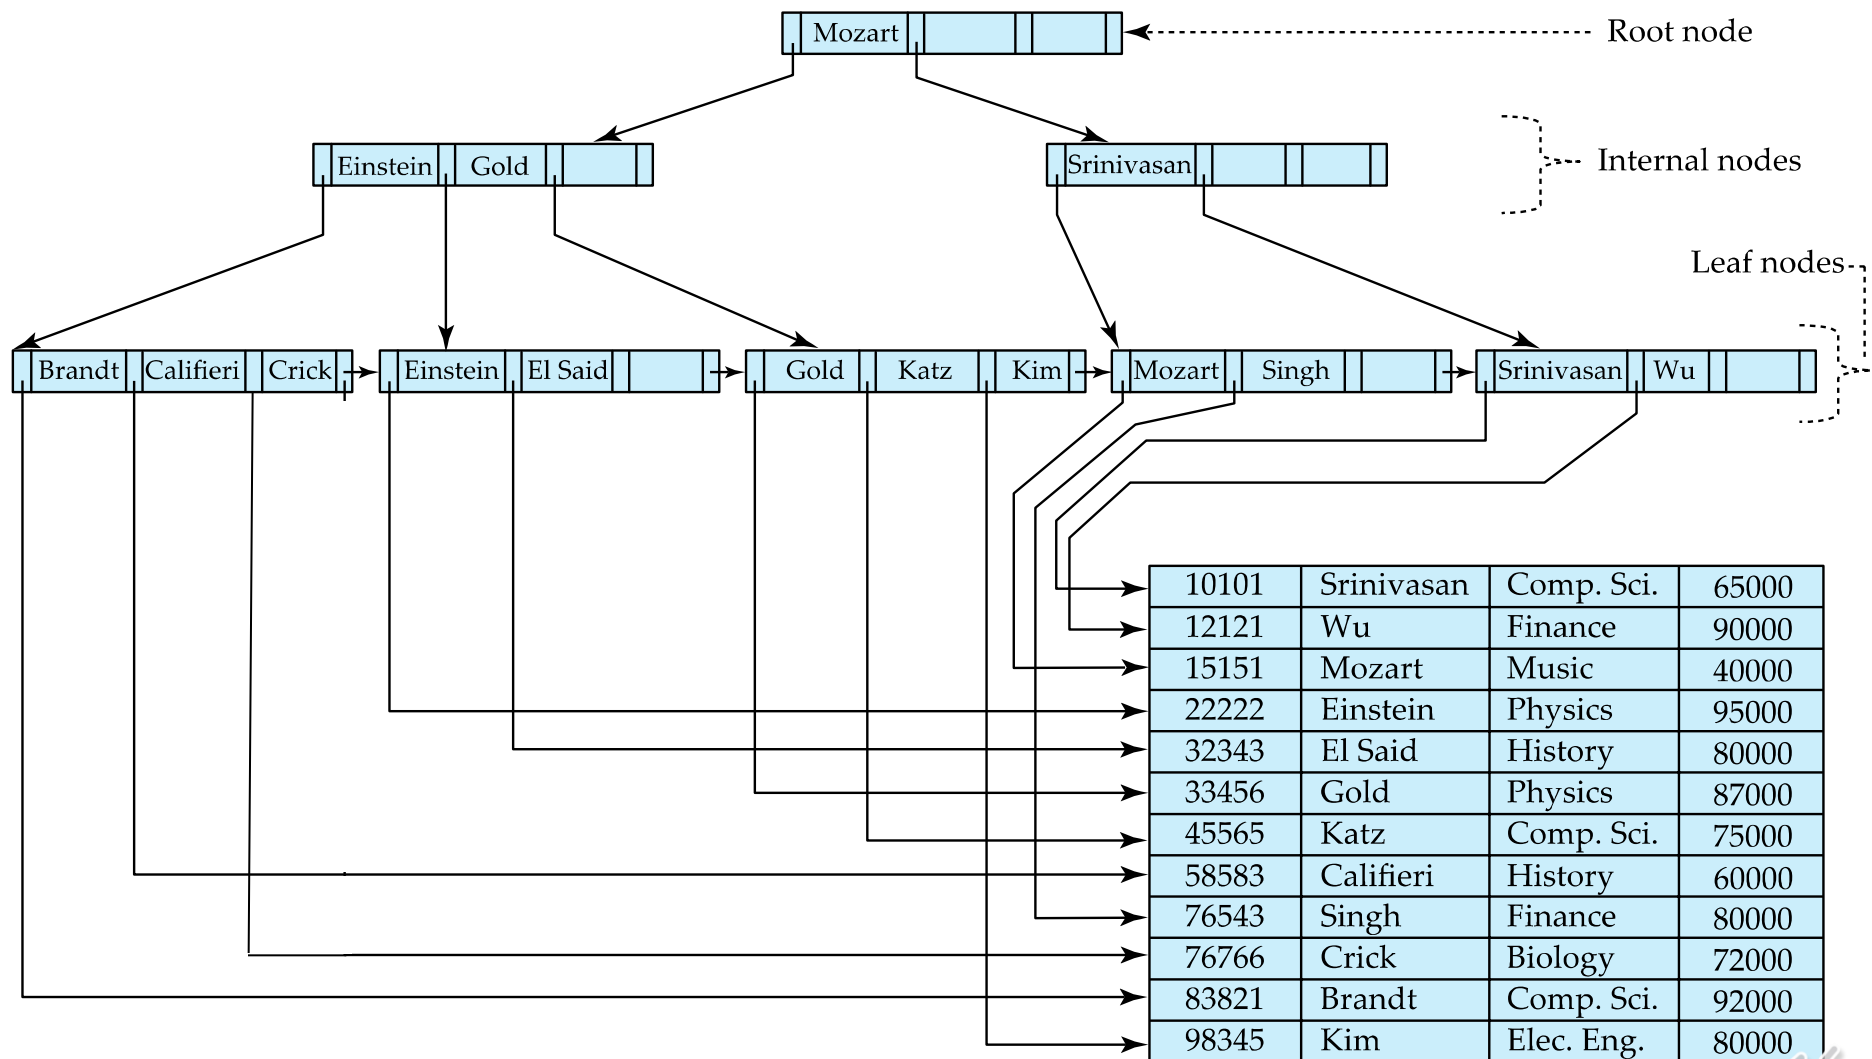 Mozart
Root node
Einstein Gold
Srinivasan
Internal nodes
Leaf nodes
Brandt Califieri Crick
Einstein El Said
Gold Katz Kim
Mozart Singh
Srinivasan Wu
10101 Srinivasan Comp. Sci. 65000
12121 Wu Finance 90000
15151 Mozart Music 40000
22222 Einstein Physics 95000
32343 El Said History 80000
33456 Gold Physics 87000
45565 Katz Comp. Sci. 75000
58583 Califieri History 60000
76543 Singh Finance 80000
76766 Crick Biology 72000
83821 Brandt Comp. Sci. 92000
98345 Kim Elec. Eng. 80000